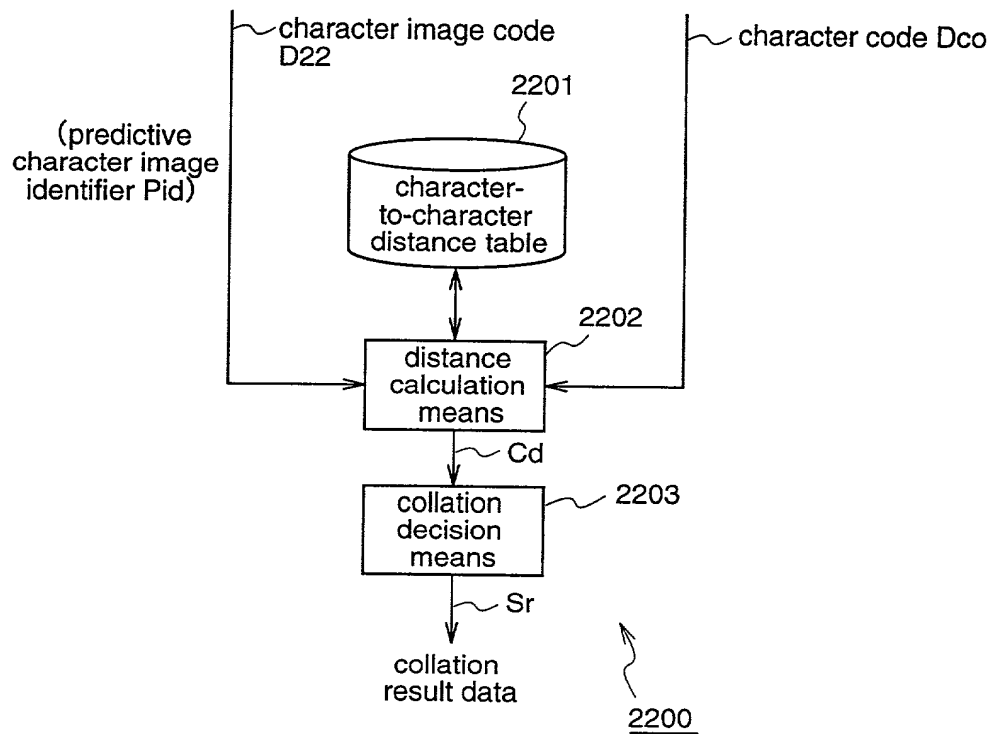 character image code
D22
character code Dco
2201
(predictive
character image
identifier Pid)
character-
to-character
distance table
2202
distance
calculation
means
Cd
2203
collation
decision
means
Sr
collation
result data
2200